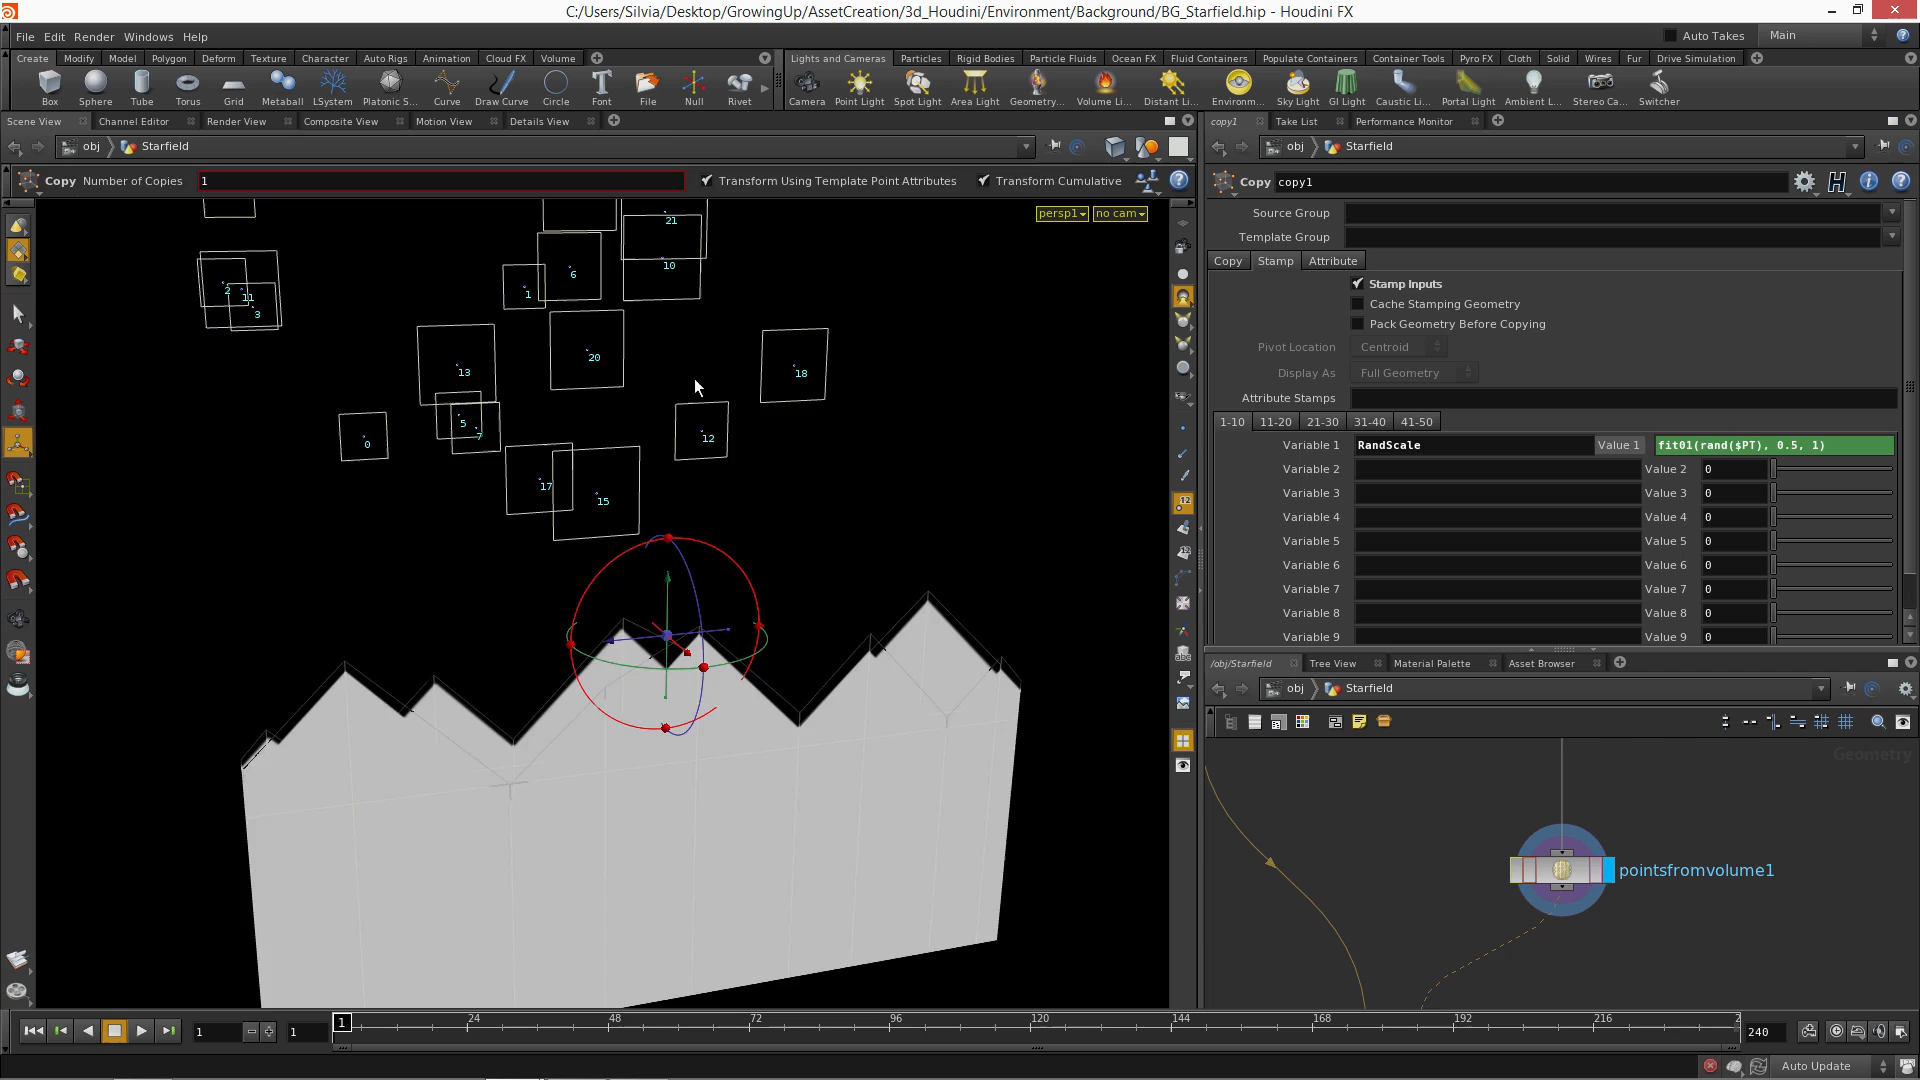 C:/Users/Silvia/Desktop/GrowingUp/AssetCreation/3d_Houdini/Environment/Background/BG_Starfield.hip - Houdini FX
File Edit Render Windows Help
Auto Takes Main
Create Modify Model Polygon Deform Texture Character Auto Rigs Animation Cloud FX Volume
Lights and Cameras Particles Rigid Bodies Particle Fluids Ocean FX Fluid Containers Populate Containers Container Tools Pyro FX Cloth Solid Wires Fur Drive Simulation
Box Sphere Tube Torus Grid Metaball LSystem Platonic S... Curve Draw Curve Circle Font File Null Rivet
Camera Point Light Spot Light Area Light Geometry... Volume Li... Distant Li... Environm... Sky Light GI Light Caustic Li... Portal Light Ambient L... Stereo Ca... Switcher
Scene View Channel Editor Render View Composite View Motion View Details View
copy1 Take List Performance Monitor
obj Starfield
obj Starfield
Copy Number of Copies 1 Transform Using Template Point Attributes Transform Cumulative
Copy copy1
persp1 no cam
Source Group
Template Group
Copy Stamp Attribute
Stamp Inputs
Cache Stamping Geometry
Pack Geometry Before Copying
Pivot Location Centroid
Display As Full Geometry
Attribute Stamps
1-10 11-20 21-30 31-40 41-50
Variable 1 RandScale Value 1 fit01(rand($PT), 0.5, 1)
Variable 2 Value 2 0
Variable 3 Value 3 0
Variable 4 Value 4 0
Variable 5 Value 5 0
Variable 6 Value 6 0
Variable 7 Value 7 0
Variable 8 Value 8 0
Variable 9 Value 9 0
21
10
6
1
2
11
3
20
13
18
5
7
0
12
17
15
/obj/Starfield Tree View Material Palette Asset Browser
obj Starfield
Geometry
pointsfromvolume1
1 1 1 24 48 72 96 120 144 168 192 216 2 240
Auto Update